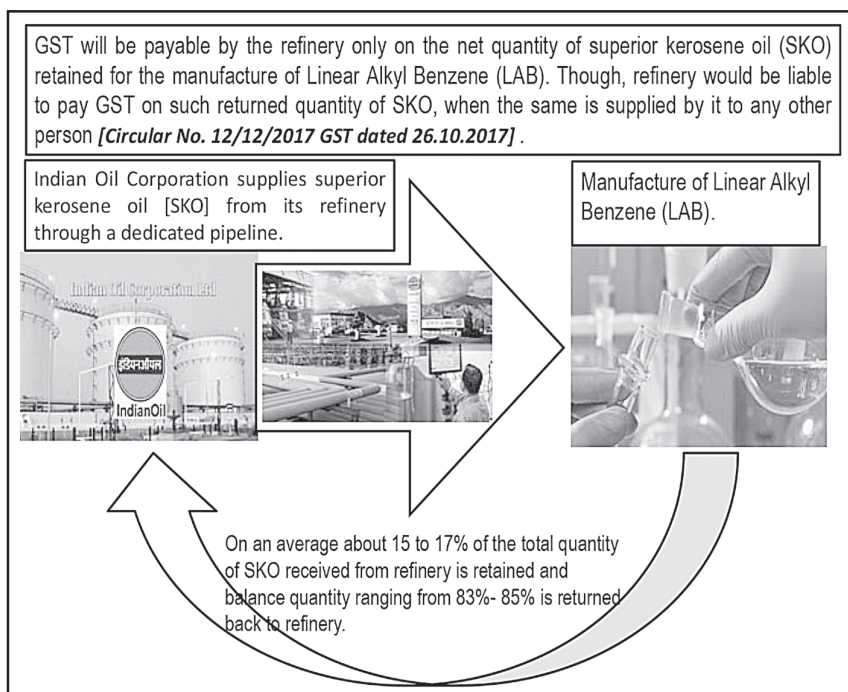 GST will be payable by the refinery only on the net quantity of superior kerosene oil (SKO)
retained for the manufacture of Linear Alkyl Benzene (LAB). Though, refinery would be liable
to pay GST on such returned quantity of SKO, when the same is supplied by it to any other
person [Circular No. 12/12/2017 GST dated 26.10.2017] .
Indian Oil Corporation supplies superior
kerosene oil [SKO] from its refinery
through a dedicated pipeline.
Manufacture of Linear Alkyl
Benzene (LAB).
Indian Oil Corporation Ltd
इंडियनऑयल
IndianOil
On an average about 15 to 17% of the total quantity
of SKO received from refinery is retained and
balance quantity ranging from 83%- 85% is returned
back to refinery.